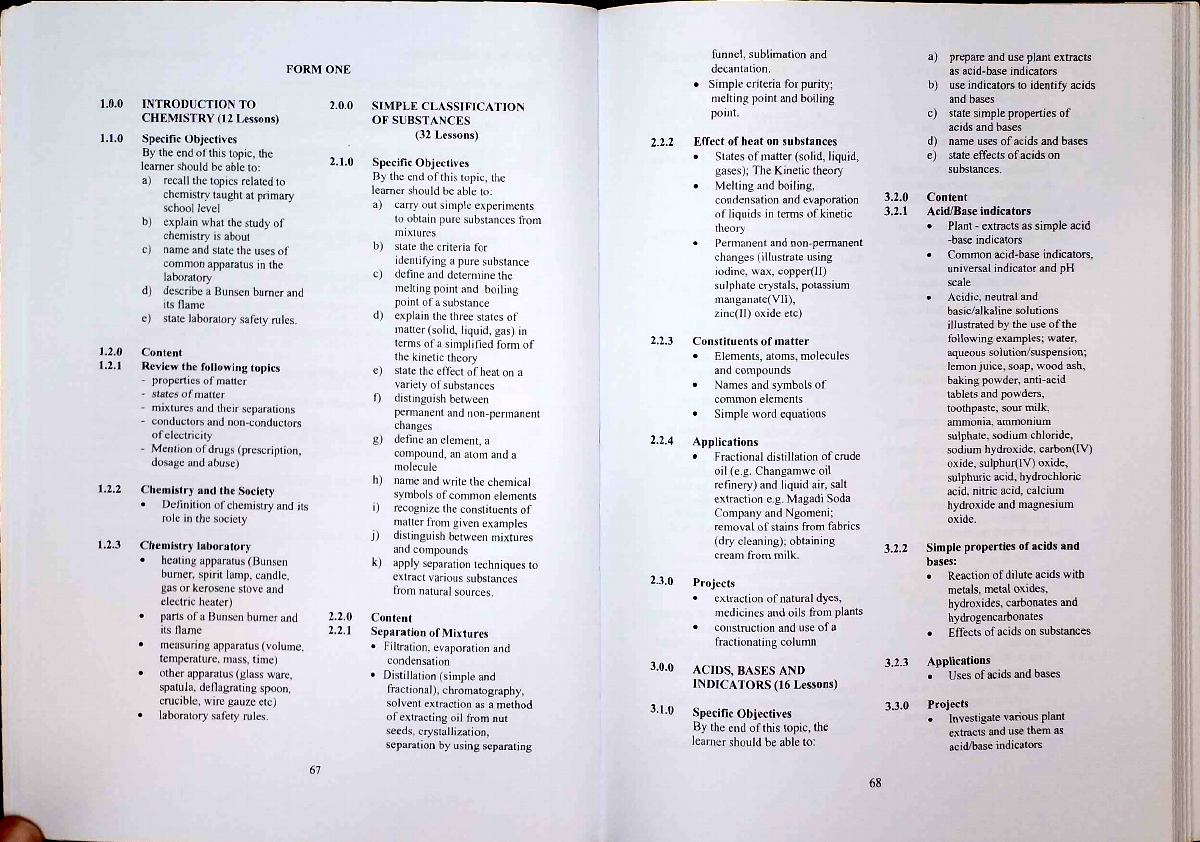 FORM ONE
1.0.0 INTRODUCTION TO
CHEMISTRY (12 Lessons)
1.1.0 Specific Objectives
By the end of this topic, the
learner should be able to:
a) recall the topics related to
chemistry taught at primary
school level
b) explain what the study of
chemistry is about
c) name and state the uses of
common apparatus in the
laboratory
d) describe a Bunsen burner and
its flame
e) state laboratory safety rules.
1.2.0 Content
1.2.1 Review the following topics
- properties of matter
- states of matter
- mixtures and their separations
- conductors and non-conductors
of electricity
- Mention of drugs (prescription,
dosage and abuse)
1.2.2 Chemistry and the Society
• Definition of chemistry and its
role in the society
1.2.3 Chemistry laboratory
• heating apparatus (Bunsen
burner, spirit lamp, candle,
gas or kerosene stove and
electric heater)
• parts of a Bunsen burner and
its flame
• measuring apparatus (volume,
temperature, mass, time)
• other apparatus (glass ware,
spatula, deflagrating spoon,
crucible, wire gauze etc)
• laboratory safety rules.
2.0.0 SIMPLE CLASSIFICATION
OF SUBSTANCES
(32 Lessons)
2.1.0 Specific Objectives
By the end of this topic, the
learner should be able to:
a) carry out simple experiments
to obtain pure substances from
mixtures
b) state the criteria for
identifying a pure substance
c) define and determine the
melting point and boiling
point of a substance
d) explain the three states of
matter (solid, liquid, gas) in
terms of a simplified form of
the kinetic theory
e) state the effect of heat on a
variety of substances
f) distinguish between
permanent and non-permanent
changes
g) define an element, a
compound, an atom and a
molecule
h) name and write the chemical
symbols of common elements
i) recognize the constituents of
matter from given examples
j) distinguish between mixtures
and compounds
k) apply separation techniques to
extract various substances
from natural sources.
2.2.0 Content
2.2.1 Separation of Mixtures
• Filtration, evaporation and
condensation
• Distillation (simple and
fractional), chromatography,
solvent extraction as a method
of extracting oil from nut
seeds, crystallization,
separation by using separating
67
funnel, sublimation and
decantation.
• Simple criteria for purity;
melting point and boiling
point.
2.2.2 Effect of heat on substances
• States of matter (solid, liquid,
gases); The Kinetic theory
• Melting and boiling,
condensation and evaporation
of liquids in terms of kinetic
theory
• Permanent and non-permanent
changes (illustrate using
iodine, wax, copper(II)
sulphate crystals, potassium
manganate(VII),
zinc(II) oxide etc)
2.2.3 Constituents of matter
• Elements, atoms, molecules
and compounds
• Names and symbols of
common elements
• Simple word equations
2.2.4 Applications
• Fractional distillation of crude
oil (e.g. Changamwe oil
refinery) and liquid air, salt
extraction e.g. Magadi Soda
Company and Ngomeni;
removal of stains from fabrics
(dry cleaning); obtaining
cream from milk.
2.3.0 Projects
• extraction of natural dyes,
medicines and oils from plants
• construction and use of a
fractionating column
3.0.0 ACIDS, BASES AND
INDICATORS (16 Lessons)
3.1.0 Specific Objectives
By the end of this topic, the
learner should be able to:
a) prepare and use plant extracts
as acid-base indicators
b) use indicators to identify acids
and bases
c) state simple properties of
acids and bases
d) name uses of acids and bases
e) state effects of acids on
substances.
3.2.0 Content
3.2.1 Acid/Base indicators
• Plant - extracts as simple acid
-base indicators
• Common acid-base indicators,
universal indicator and pH
scale
• Acidic, neutral and
basic/alkaline solutions
illustrated by the use of the
following examples; water,
aqueous solution/suspension;
lemon juice, soap, wood ash,
baking powder, anti-acid
tablets and powders,
toothpaste, sour milk,
ammonia, ammonium
sulphate, sodium chloride,
sodium hydroxide, carbon(IV)
oxide, sulphur(IV) oxide,
sulphuric acid, hydrochloric
acid, nitric acid, calcium
hydroxide and magnesium
oxide.
3.2.2 Simple properties of acids and
bases:
• Reaction of dilute acids with
metals, metal oxides,
hydroxides, carbonates and
hydrogencarbonates
• Effects of acids on substances
3.2.3 Applications
• Uses of acids and bases
3.3.0 Projects
• Investigate various plant
extracts and use them as
acid/base indicators
68